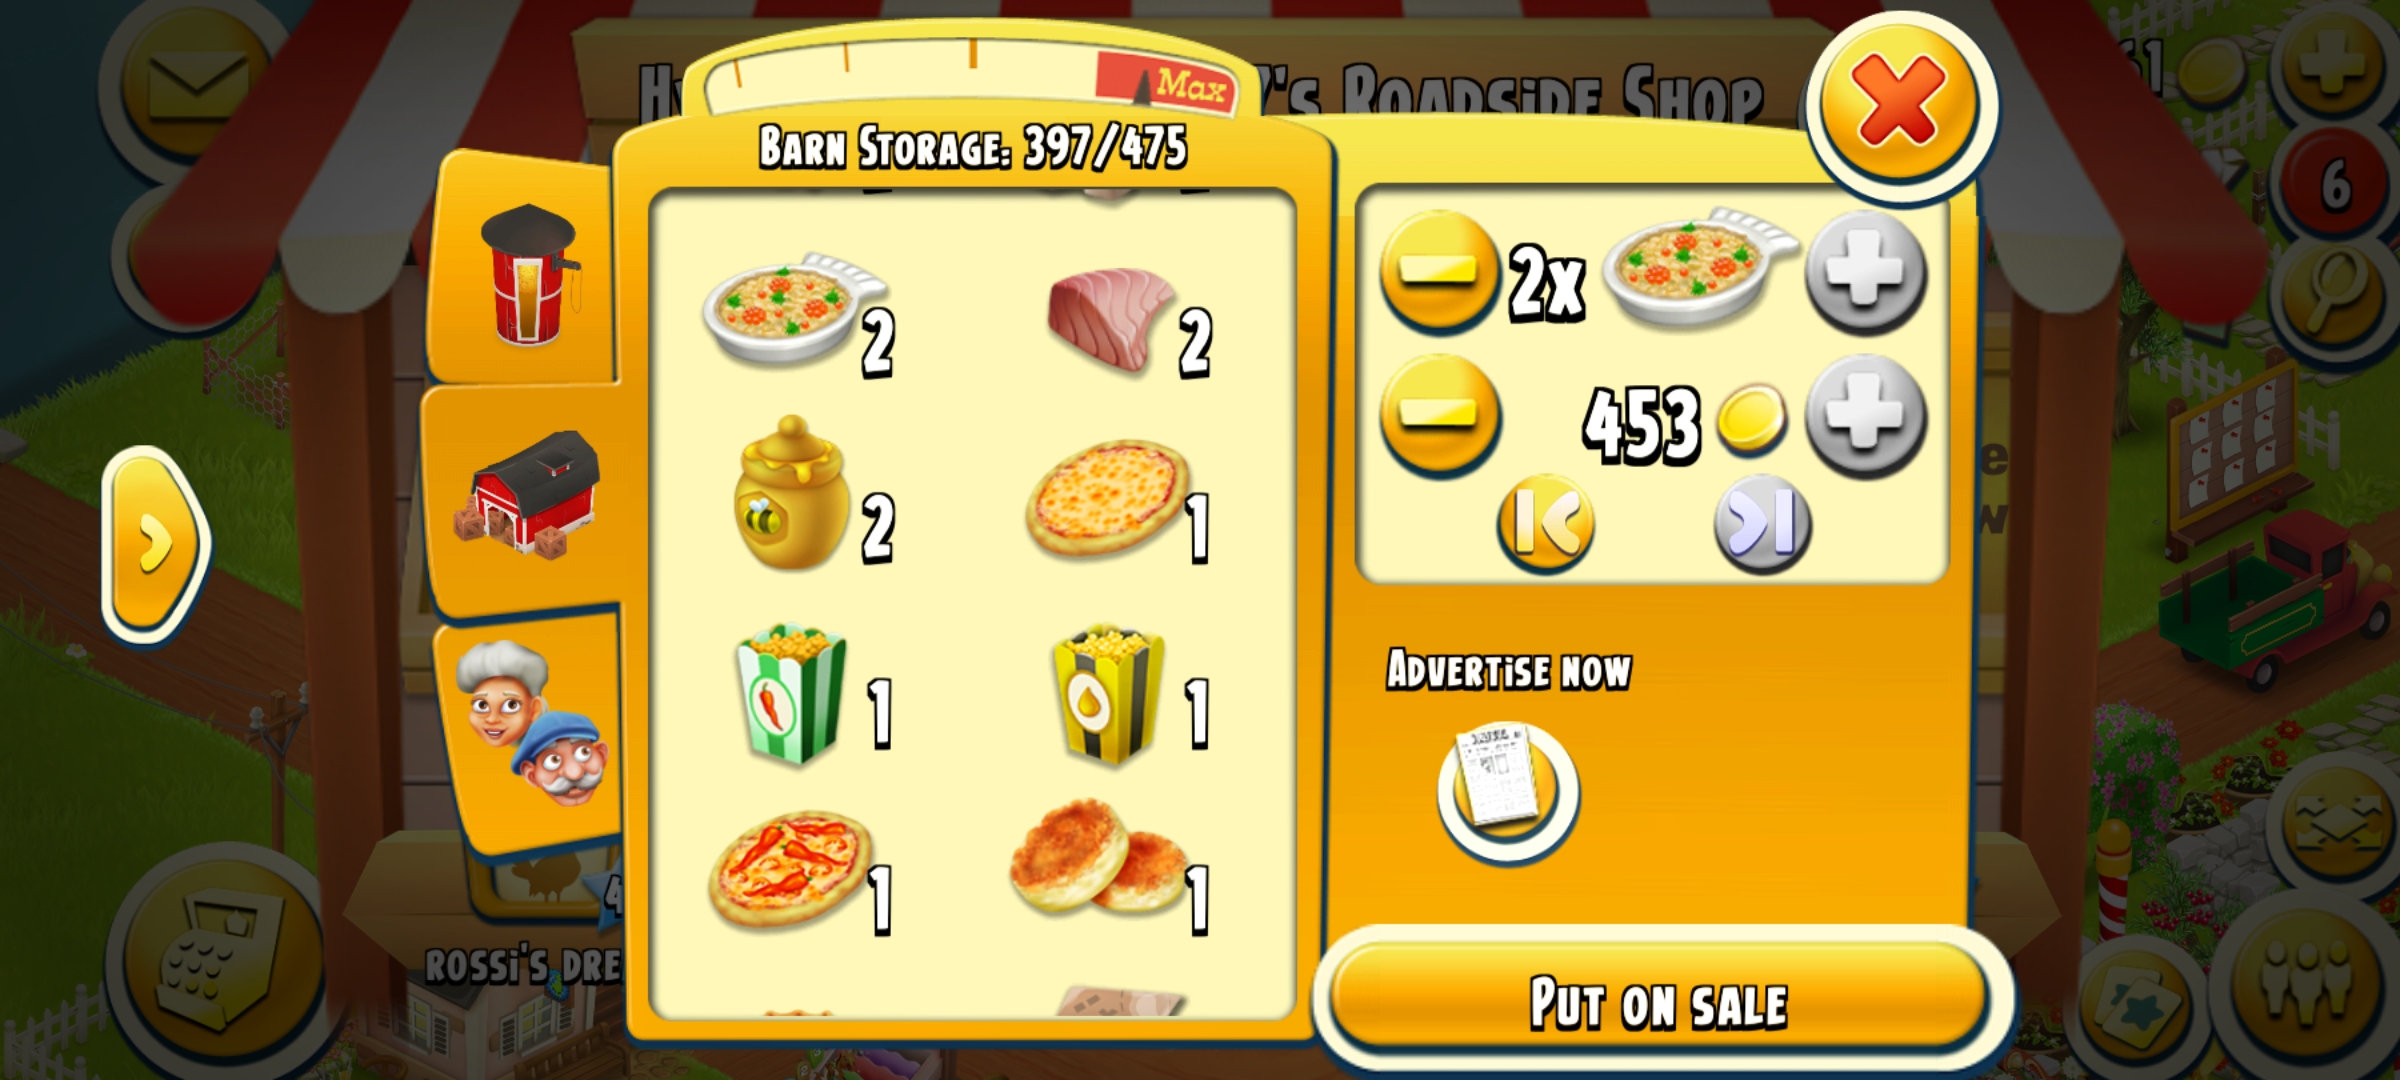 Max
's Roadside Shop
Barn Storage: 397/475
2
2
2
1
1
1
1
1
2x
453
Advertise now
Put on sale
6
Rossi's